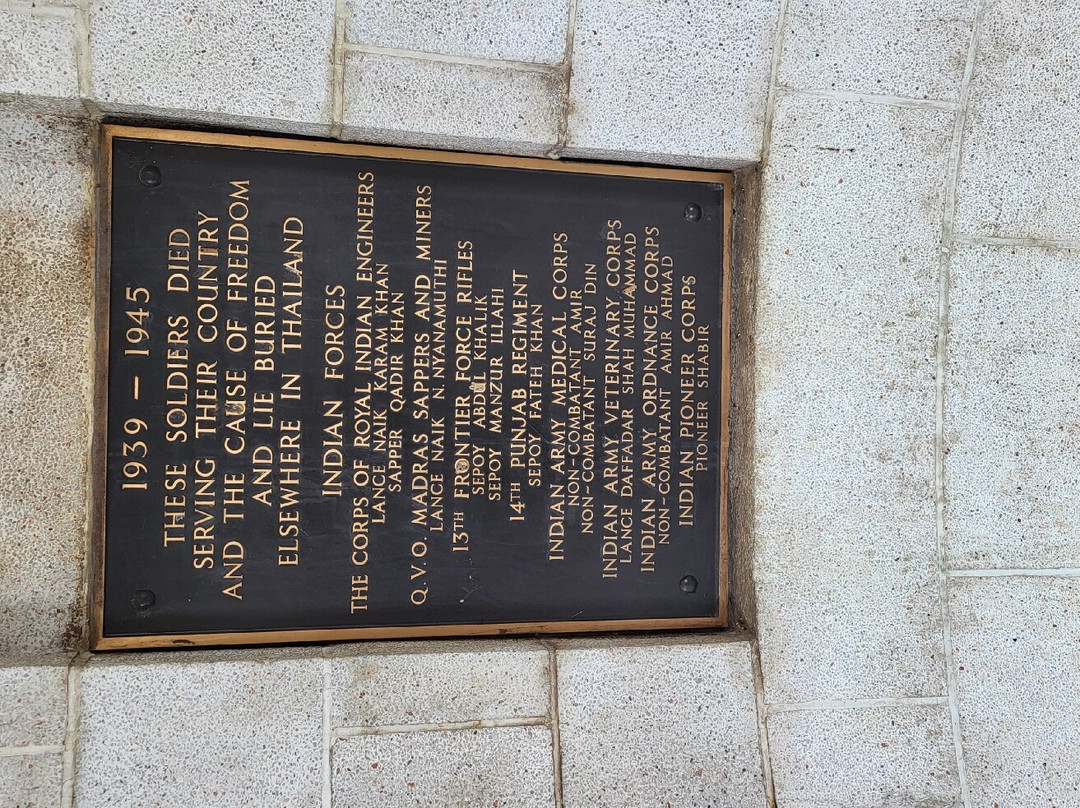 1939 – 1945
THESE SOLDIERS DIED
SERVING THEIR COUNTRY
AND THE CAUSE OF FREEDOM
AND LIE BURIED
ELSEWHERE IN THAILAND
INDIAN FORCES
THE CORPS OF ROYAL INDIAN ENGINEERS
LANCE NAIK KARAM KHAN
SAPPER QADIR KHAN
Q.V.O. MADRAS SAPPERS AND MINERS
LANCE NAIK N. NYANAMUTHI
13TH FRONTIER FORCE RIFLES
SEPOY ABDUL KHALIK
SEPOY MANZUR ILLAHI
14TH PUNJAB REGIMENT
SEPOY FATEH KHAN
INDIAN ARMY MEDICAL CORPS
NON-COMBATANT AMIR
NON-COMBATANT SURAJ DIN
INDIAN ARMY VETERINARY CORPS
LANCE DAFFADAR SHAH MUHAMMAD
INDIAN ARMY ORDNANCE CORPS
NON-COMBATANT AMIR AHMAD
INDIAN PIONEER CORPS
PIONEER SHABIR